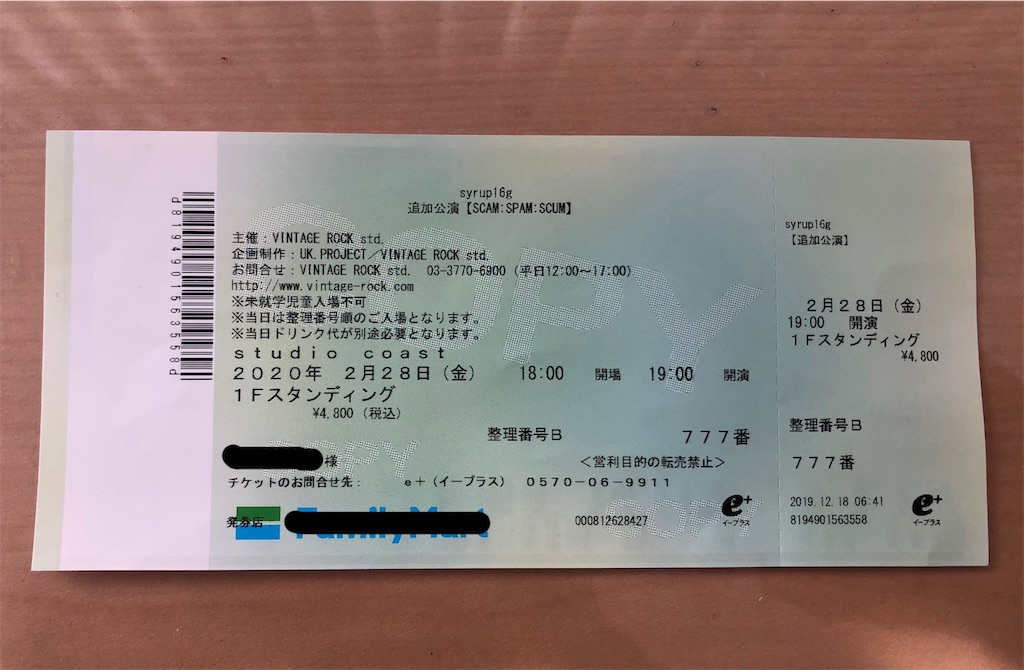 syrup16g
追加公演【SCAM:SPAM:SCUM】
主催：VINTAGE ROCK std.
企画制作：UK.PROJECT／VINTAGE ROCK std.
お問合せ：VINTAGE ROCK std. 03-3770-6900（平日12:00～17:00）
http://www.vintage-rock.com
※未就学児童入場不可
※当日は整理番号順のご入場となります。
※当日ドリンク代が別途必要となります。
studio coast
2020年 2月28日（金） 18:00 開場 19:00 開演
1Fスタンディング
¥4,800（税込）
整理番号B 777番
様 ＜営利目的の転売禁止＞
チケットのお問合せ先： e+（イープラス） 0570-06-9911
発券店： FamilyMart
000812628427
e+
イープラス
d8194901563558d
COPY
COPY
COPY
syrup16g
【追加公演】
2月28日（金）
19:00 開演
1Fスタンディング
¥4,800
整理番号B
777番
2019.12.18 06:41
8194901563558
e+
イープラス